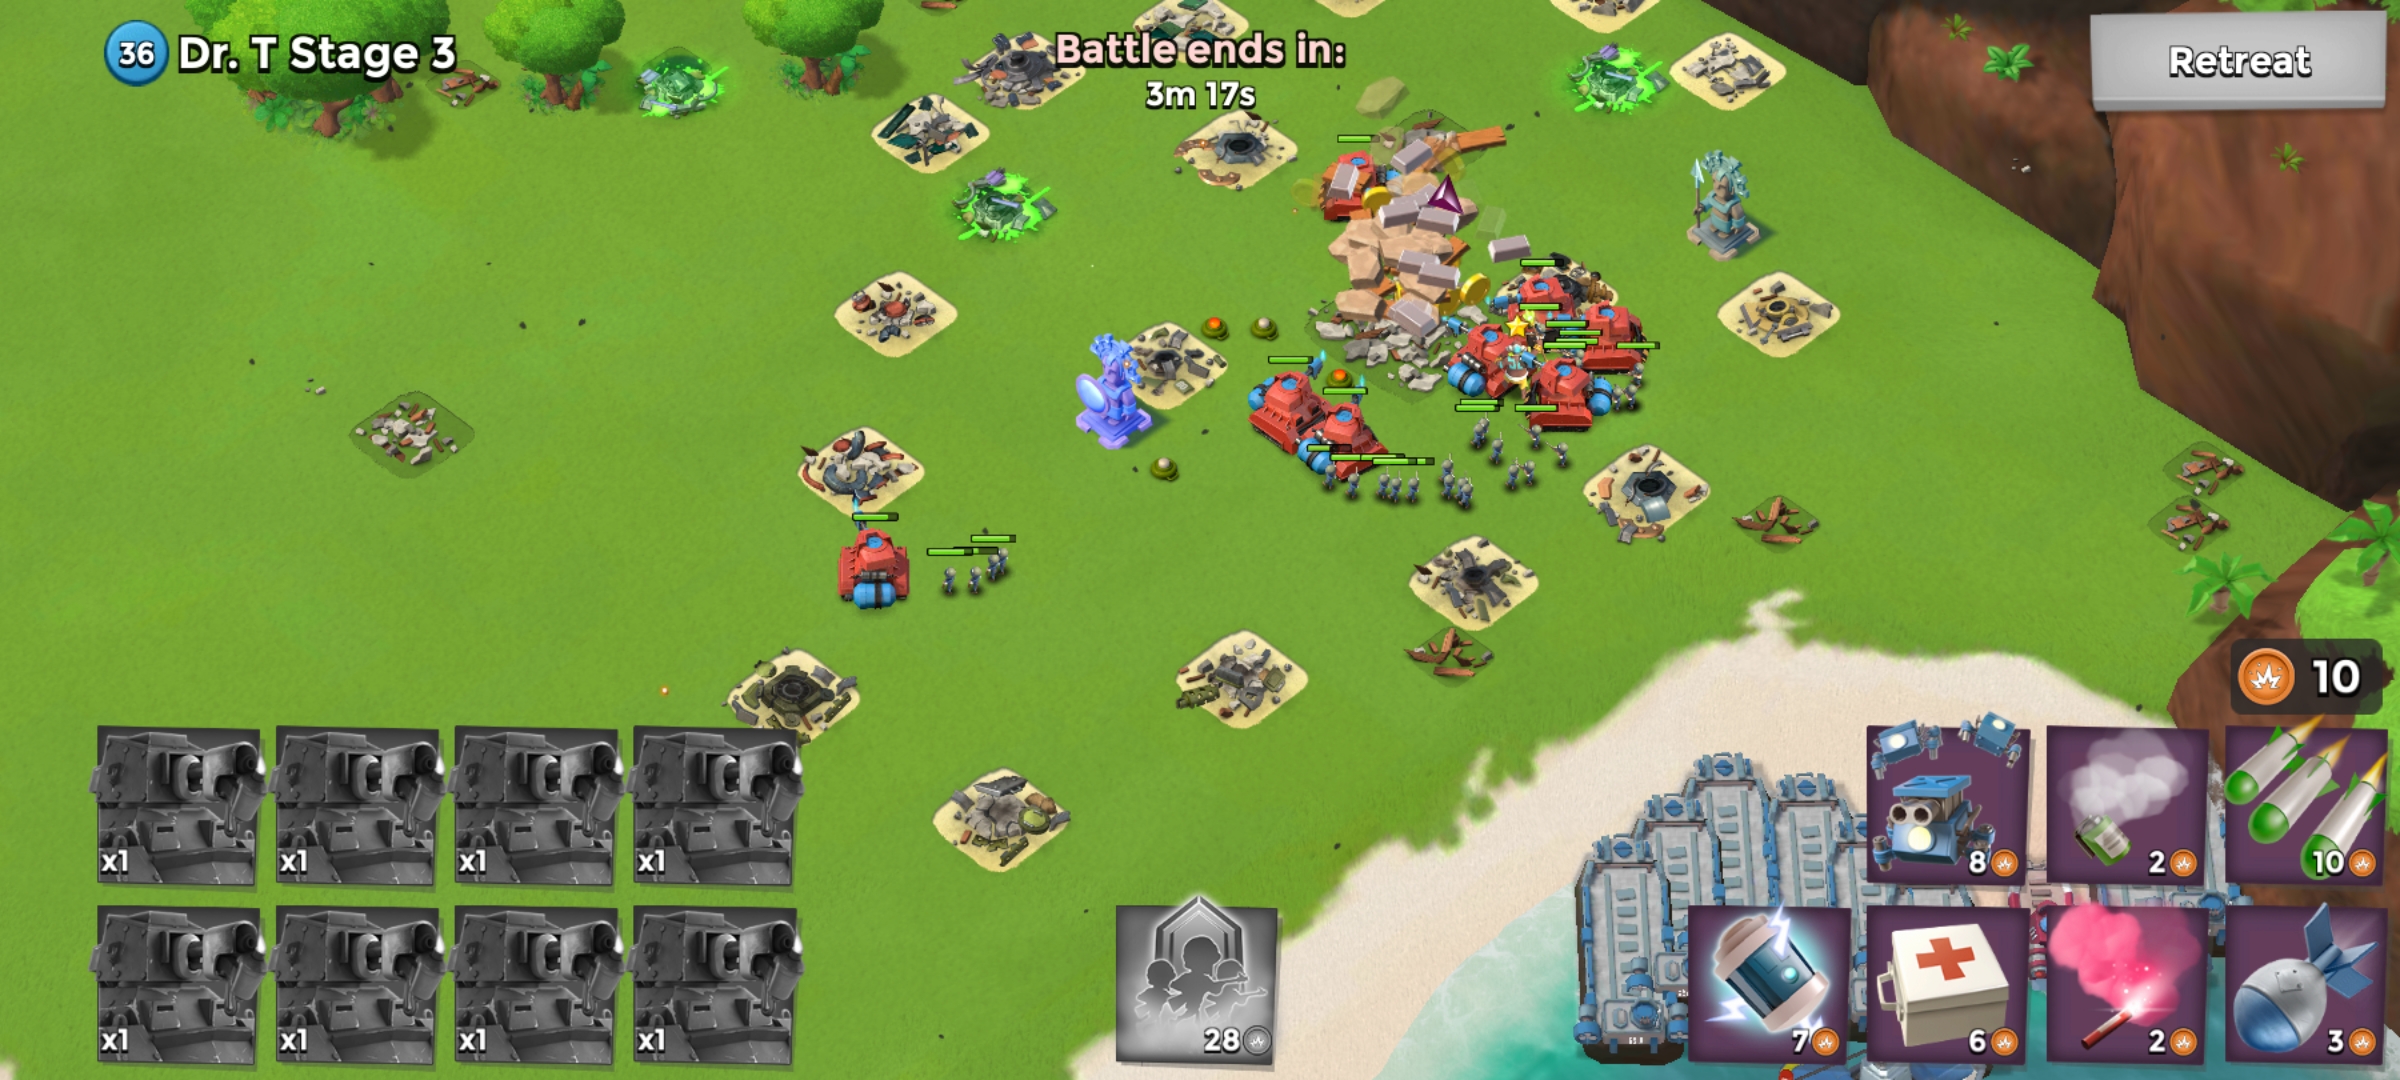 36 Dr. T Stage 3
Battle ends in:
3m 17s
Retreat
10
x1 x1 x1 x1
8 2 10
x1 x1 x1 x1
28 7 6 2 3